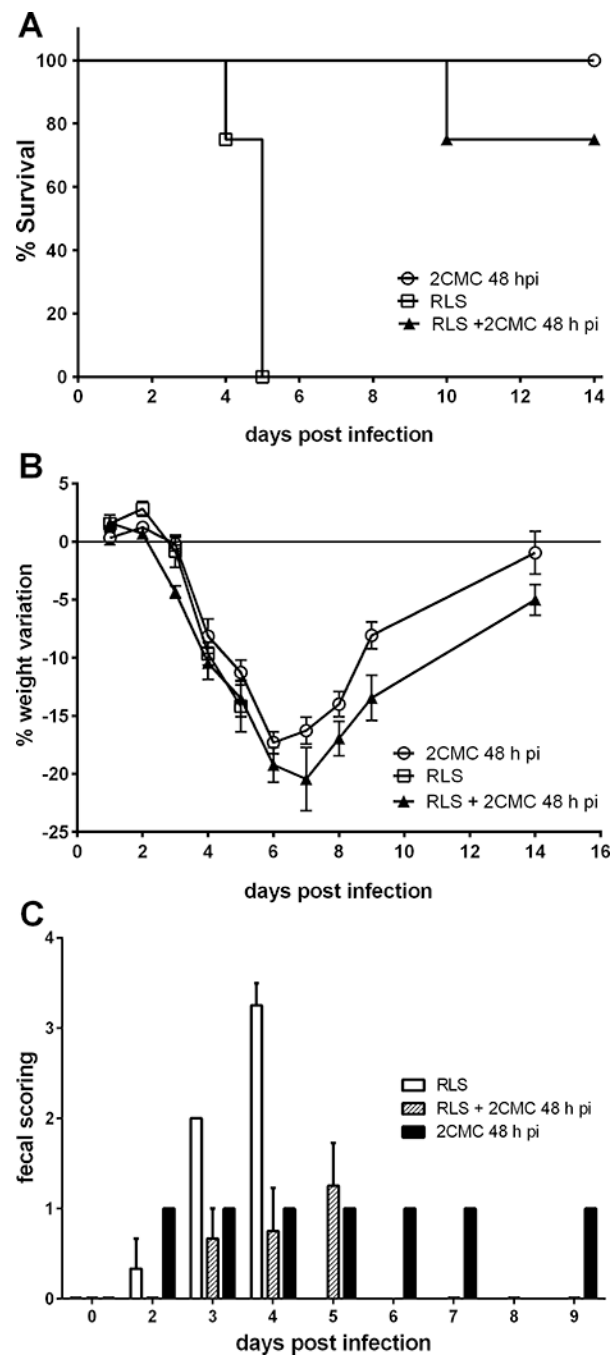 A
100
80
60
40
20
0
% Survival
0 2 4 6 8 10 12 14
days post infection
2CMC 48 hpi
RLS
RLS +2CMC 48 h pi
B
5
0
-5
-10
-15
-20
-25
% weight variation
0 2 4 6 8 10 12 14 16
days post infection
2CMC 48 h pi
RLS
RLS + 2CMC 48 h pi
C
4
3
2
1
0
fecal scoring
0 2 3 4 5 6 7 8 9
days post infection
RLS
RLS + 2CMC 48 h pi
2CMC 48 h pi